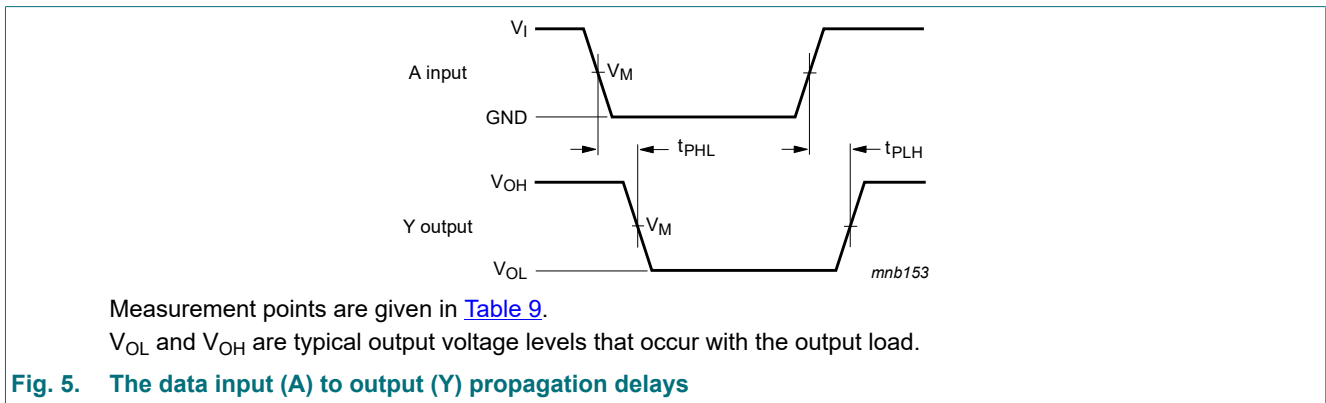 VI
A input
VM
GND
tPHL
tPLH
VOH
Y output
VM
VOL
mnb153
Measurement points are given in Table 9.
VOL and VOH are typical output voltage levels that occur with the output load.
Fig. 5. The data input (A) to output (Y) propagation delays